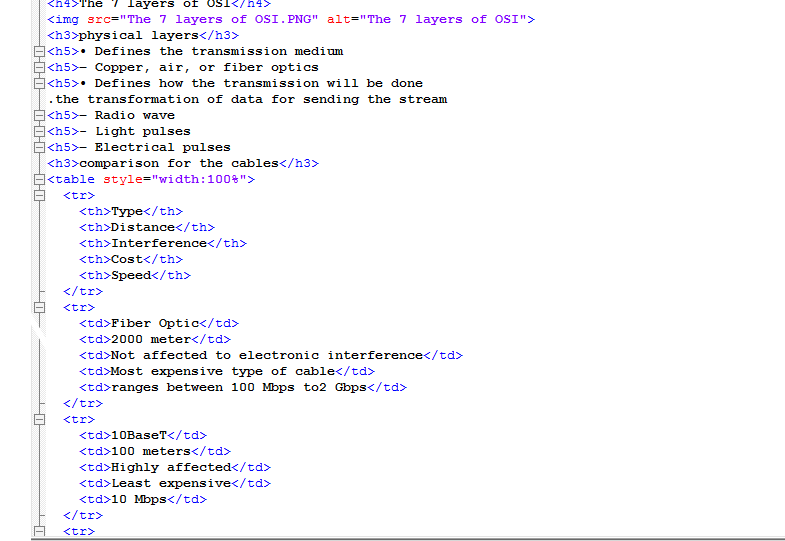 <h4>The 7 layers of OSI</h4>
<img src="The 7 layers of OSI.PNG" alt="The 7 layers of OSI">
<h3>physical layers</h3>
<h5>• Defines the transmission medium
<h5>– Copper, air, or fiber optics
<h5>• Defines how the transmission will be done
.the transformation of data for sending the stream
<h5>– Radio wave
<h5>- Light pulses
<h5>– Electrical pulses
<h3>comparison for the cables</h3>
<table style="width:100%">
<tr>
<th>Type</th>
<th>Distance</th>
<th>Interference</th>
<th>Cost</th>
<th>Speed</th>
</tr>
<tr>
<td>Fiber Optic</td>
<td>2000 meter</td>
<td>Not affected to electronic interference</td>
<td>Most expensive type of cable</td>
<td>ranges between 100 Mbps to2 Gbps</td>
</tr>
<tr>
<td>10BaseT</td>
<td>100 meters</td>
<td>Highly affected</td>
<td>Least expensive</td>
<td>10 Mbps</td>
</tr>
<tr>